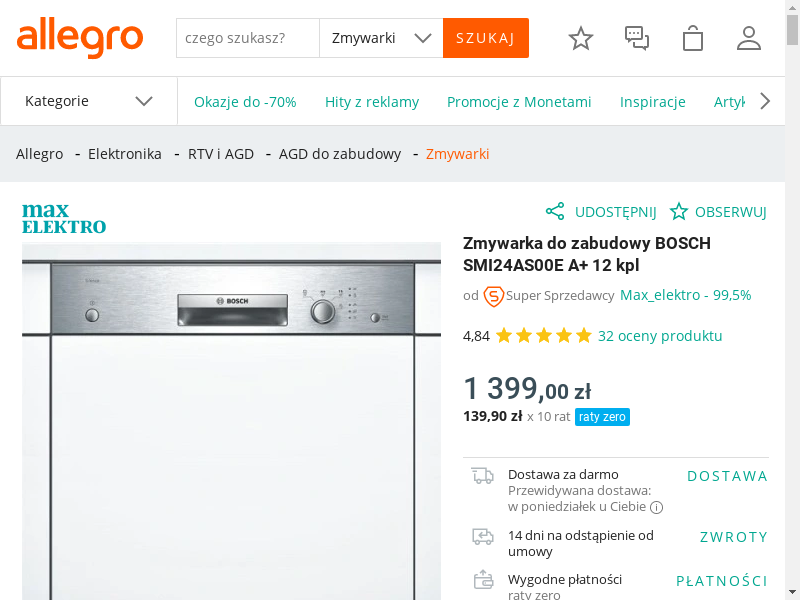 allegro
czego szukasz?
Zmywarki
SZUKAJ
Kategorie
Okazje do -70%
Hity z reklamy
Promocje z Monetami
Inspiracje
Artyk
Allegro - Elektronika - RTV i AGD - AGD do zabudowy - Zmywarki
max
ELEKTRO
UDOSTĘPNIJ
OBSERWUJ
BOSCH
Zmywarka do zabudowy BOSCH
SMI24AS00E A+ 12 kpl
od Super Sprzedawcy Max_elektro - 99,5%
4,84 32 oceny produktu
1 399,00 zł
139,90 zł x 10 rat raty zero
Dostawa za darmo
DOSTAWA
Przewidywana dostawa:
w poniedziałek u Ciebie
14 dni na odstąpienie od
umowy
ZWROTY
Wygodne płatności
PŁATNOŚCI
raty zero